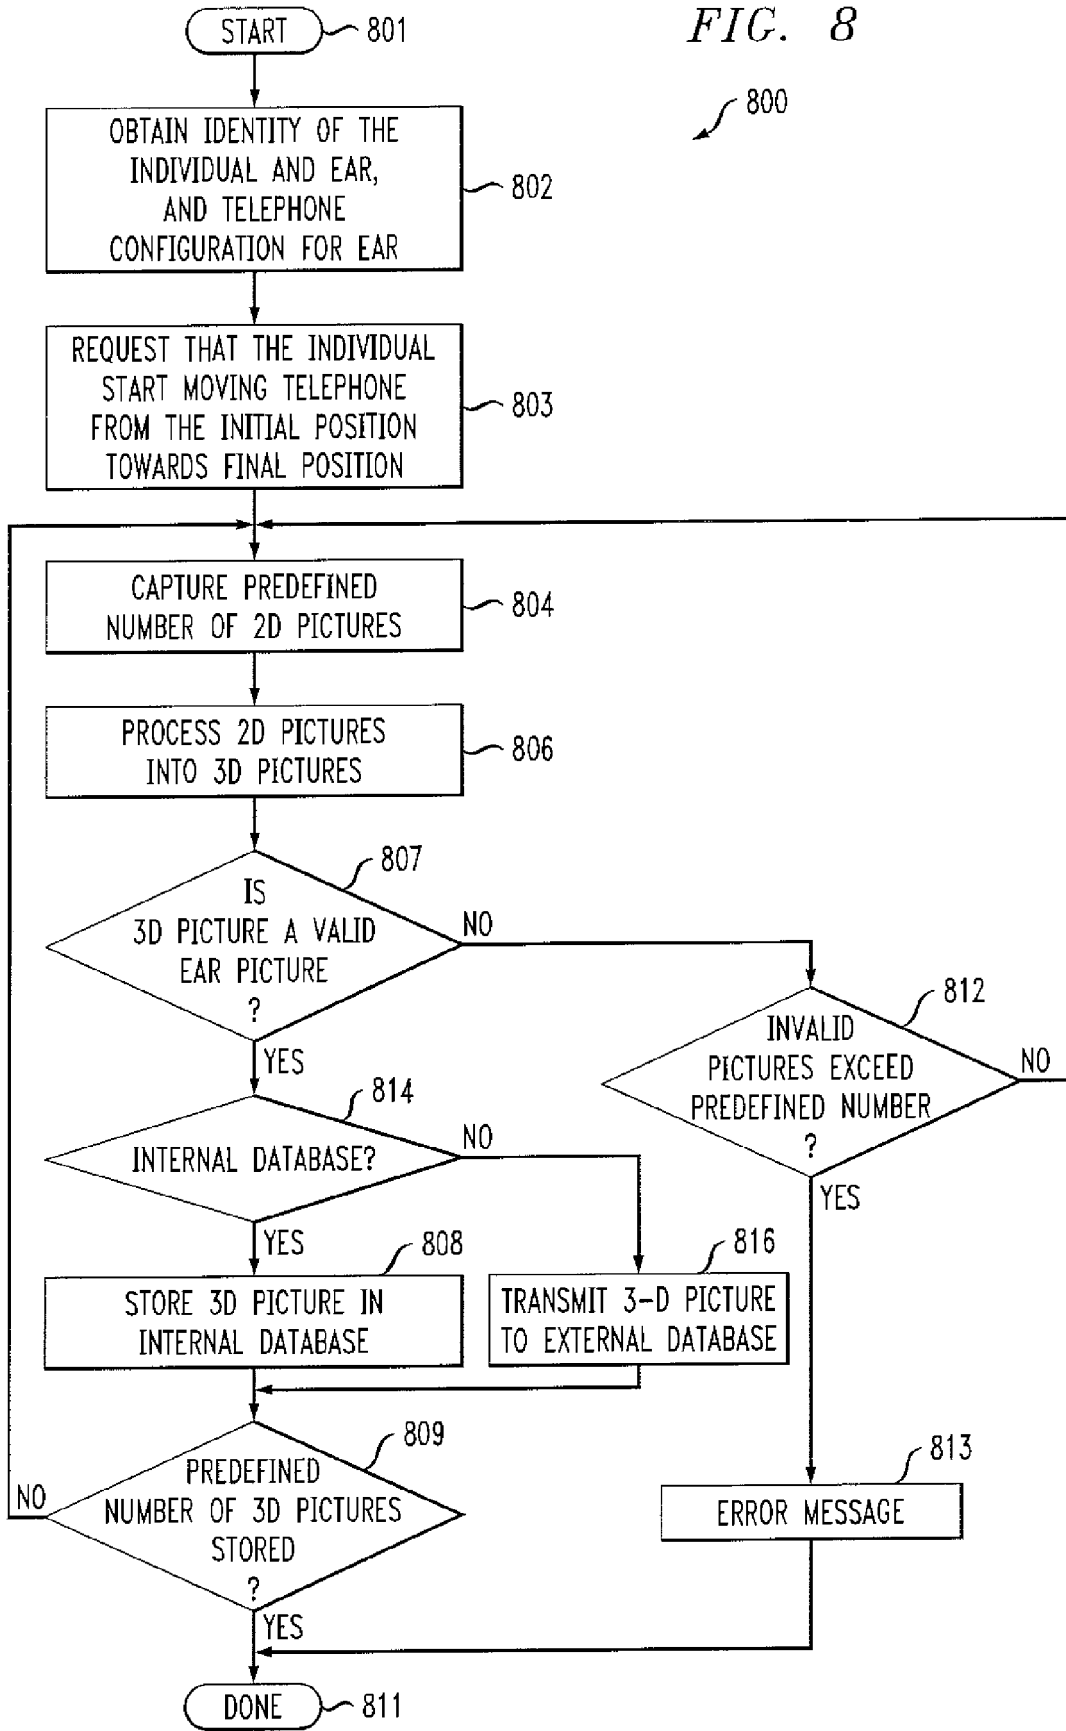 FIG. 8
800
START
801
OBTAIN IDENTITY OF THE
INDIVIDUAL AND EAR,
AND TELEPHONE
CONFIGURATION FOR EAR
802
REQUEST THAT THE INDIVIDUAL
START MOVING TELEPHONE
FROM THE INITIAL POSITION
TOWARDS FINAL POSITION
803
CAPTURE PREDEFINED
NUMBER OF 2D PICTURES
804
PROCESS 2D PICTURES
INTO 3D PICTURES
806
807
IS
3D PICTURE A VALID
EAR PICTURE
?
NO
YES
812
INVALID
PICTURES EXCEED
PREDEFINED NUMBER
?
NO
YES
814
INTERNAL DATABASE?
NO
YES
808
STORE 3D PICTURE IN
INTERNAL DATABASE
816
TRANSMIT 3-D PICTURE
TO EXTERNAL DATABASE
809
PREDEFINED
NUMBER OF 3D PICTURES
STORED
?
NO
YES
813
ERROR MESSAGE
DONE
811